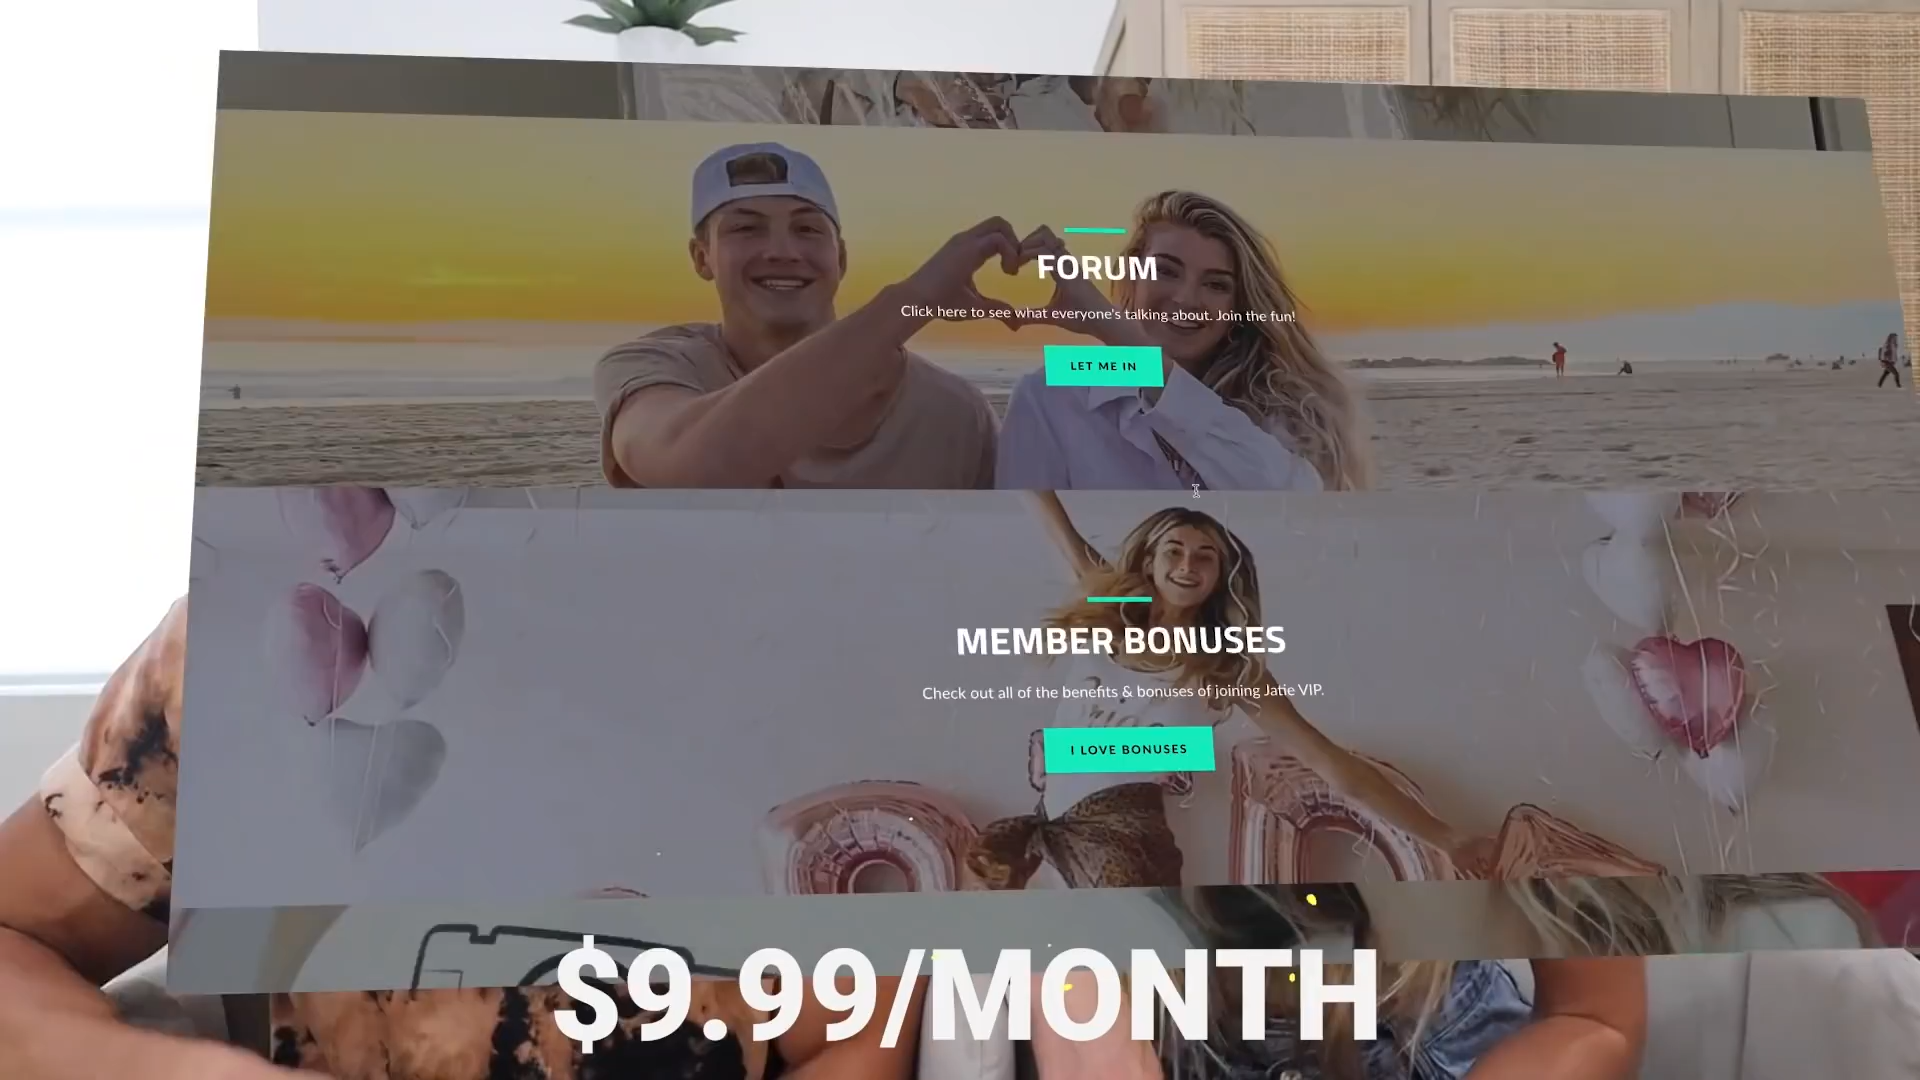 FORUM
Click here to see what everyone's talking about. Join the fun!
LET ME IN
MEMBER BONUSES
Check out all of the benefits & bonuses of joining Jatie VIP.
I LOVE BONUSES
$9.99/MONTH